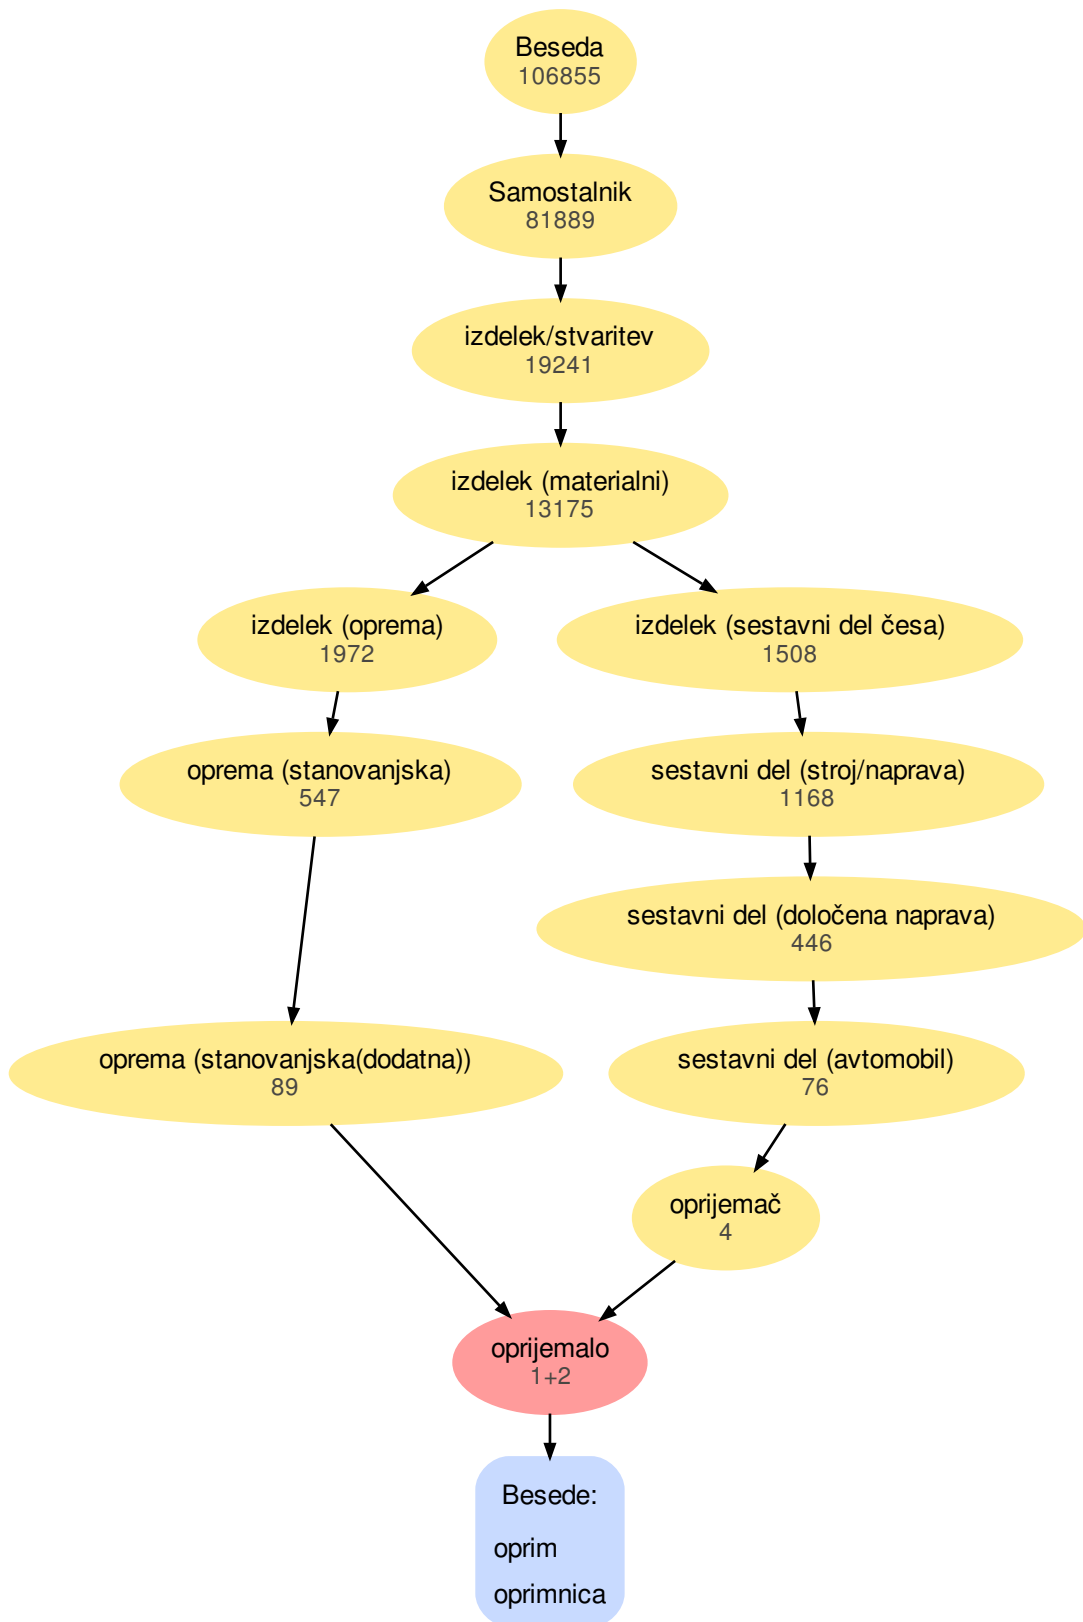 Beseda
106855
Samostalnik
81889
izdelek/stvaritev
19241
izdelek (materialni)
13175
izdelek (oprema)
1972
izdelek (sestavni del česa)
1508
oprema (stanovanjska)
547
sestavni del (stroj/naprava)
1168
sestavni del (določena naprava)
446
oprema (stanovanjska(dodatna))
89
sestavni del (avtomobil)
76
oprijemač
4
oprijemalo
1+2
Besede:
oprim
oprimnica